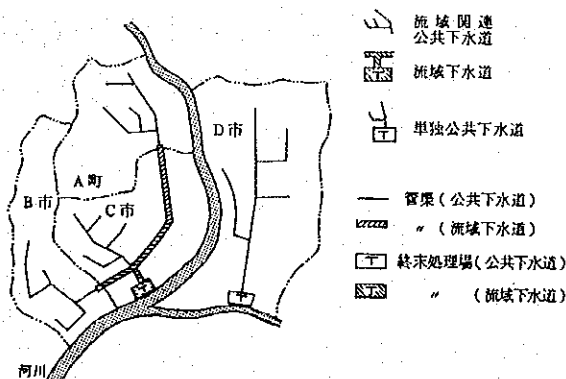 流域関連
公共下水道
流域下水道
単独公共下水道
管渠(公共下水道)
〃(流域下水道)
終末処理場(公共下水道)
〃(流域下水道)
D市
A町
B市
C市
河川
T
T
T
T
T
T